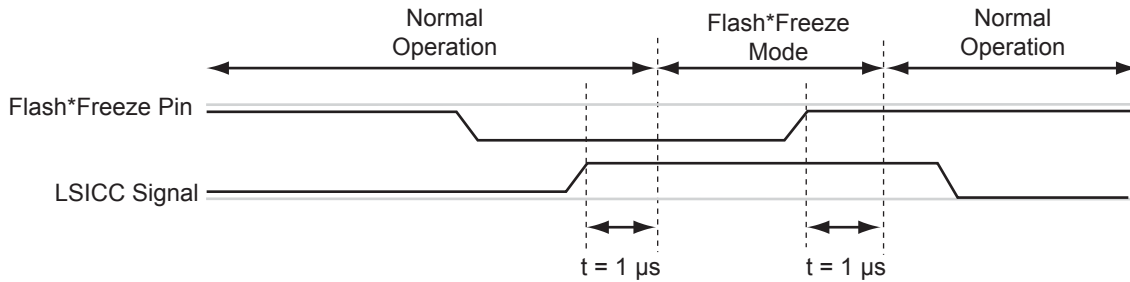 Normal
Operation
Flash*Freeze
Mode
Normal
Operation
Flash*Freeze Pin
LSICC Signal
t = 1 µs
t = 1 µs